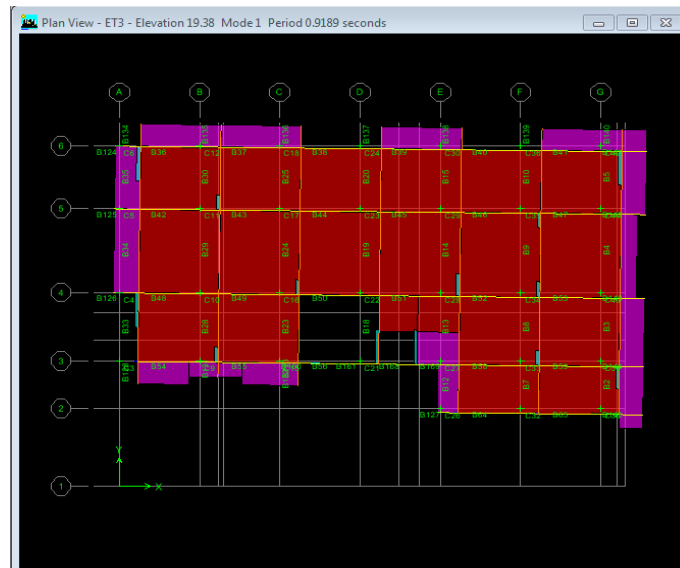 Plan View - ET3 - Elevation 19.38 Mode 1 Period 0.9189 seconds
A B C D E F G
B134 B135 B136 B137 B138 B139 B140
6
B124 C6 B36 C12 B37 C18 B38 C24 B39 C30 B40 C36 B41
B35 B30 B25 B20 B15 B10 B5
5
B125 C5 B42 C11 B43 C17 B44 C23 B45 C29 B46 C35 B47
B34 B29 B24 B19 B14 B9 B4
4
B126 C4 B48 C10 B49 C16 B50 C22 B51 C28 B52 C34 B53
B33 B28 B23 B18 B13 B8 B3
3
B54 C9 B55 B56 B161 C21 B165 C27 B58
B12 B7 B2
2
B127 C26 B64 C32 B65
Y
X
1